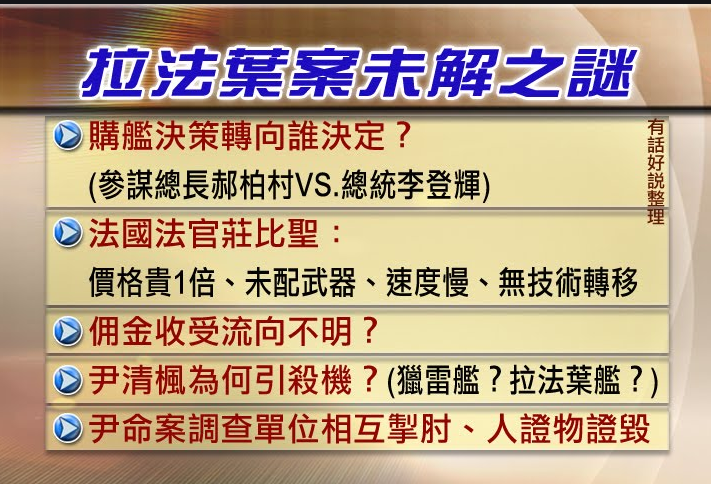 拉法葉案未解之謎
購艦決策轉向誰決定？
(參謀總長郝柏村VS.總統李登輝)
有話好說整理
法國法官莊比聖：
價格貴1倍、未配武器、速度慢、無技術轉移
佣金收受流向不明？
尹清楓為何引殺機？(獵雷艦？拉法葉艦？)
尹命案調查單位相互掣肘、人證物證毀